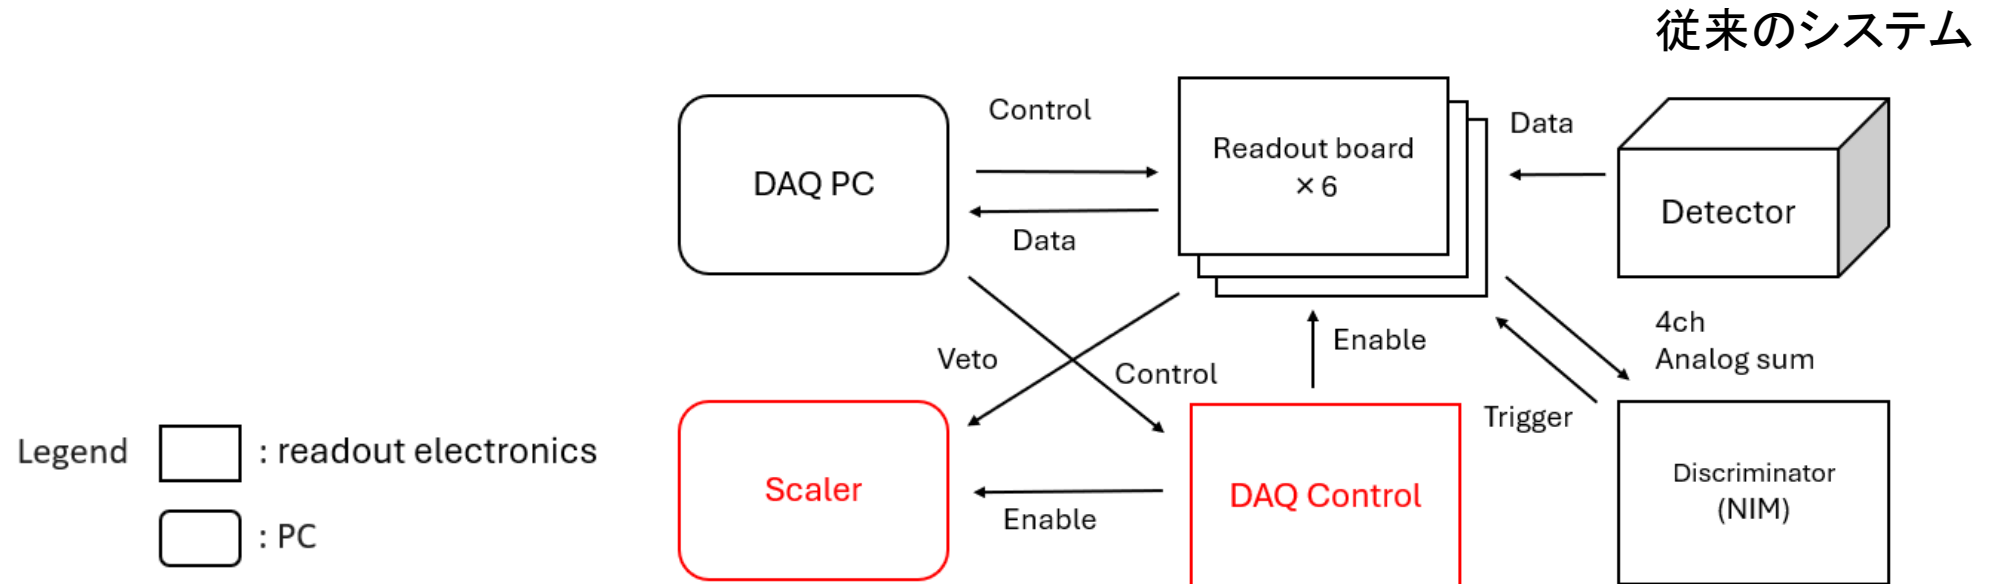 従来のシステム
Control
DAQ PC
Data
Readout board
×6
Data
Detector
Veto
Control
Enable
4ch
Analog sum
Trigger
Legend
: readout electronics
: PC
Scaler
Enable
DAQ Control
Discriminator
(NIM)